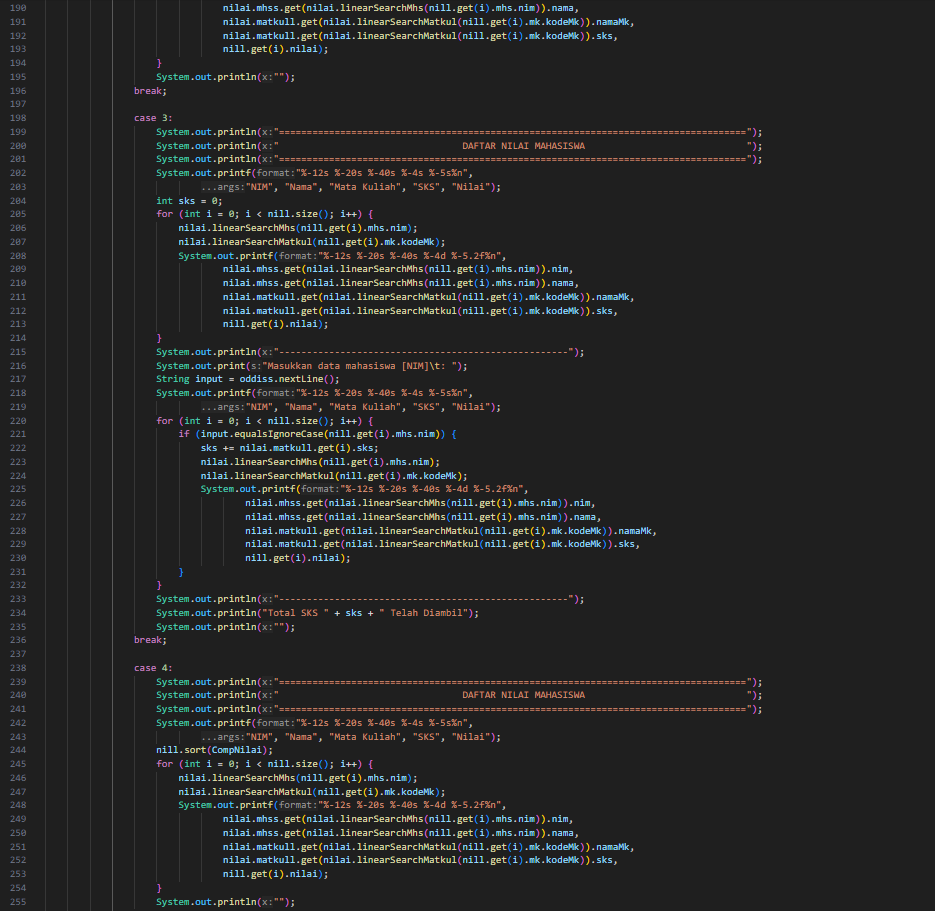 190 nilai.mhss.get(nilai.linearSearchMhs(nill.get(i).mhs.nim)).nama,
191 nilai.matkull.get(nilai.linearSearchMatkul(nill.get(i).mk.kodeMk)).namaMk,
192 nilai.matkull.get(nilai.linearSearchMatkul(nill.get(i).mk.kodeMk)).sks,
193 nill.get(i).nilai);
194 }
195 System.out.println(x:"");
196 break;
197
198 case 3:
199 System.out.println(x:"====================================================================================");
200 System.out.println(x:"                                 DAFTAR NILAI MAHASISWA                             ");
201 System.out.println(x:"====================================================================================");
202 System.out.printf(format:"%-12s %-20s %-40s %-4s %-5s%n",
203 ...args:"NIM", "Nama", "Mata Kuliah", "SKS", "Nilai");
204 int sks = 0;
205 for (int i = 0; i < nill.size(); i++) {
206 nilai.linearSearchMhs(nill.get(i).mhs.nim);
207 nilai.linearSearchMatkul(nill.get(i).mk.kodeMk);
208 System.out.printf(format:"%-12s %-20s %-40s %-4d %-5.2f%n",
209 nilai.mhss.get(nilai.linearSearchMhs(nill.get(i).mhs.nim)).nim,
210 nilai.mhss.get(nilai.linearSearchMhs(nill.get(i).mhs.nim)).nama,
211 nilai.matkull.get(nilai.linearSearchMatkul(nill.get(i).mk.kodeMk)).namaMk,
212 nilai.matkull.get(nilai.linearSearchMatkul(nill.get(i).mk.kodeMk)).sks,
213 nill.get(i).nilai);
214 }
215 System.out.println(x:"----------------------------------------------------");
216 System.out.print(s:"Masukkan data mahasiswa [NIM]\t: ");
217 String input = oddiss.nextLine();
218 System.out.printf(format:"%-12s %-20s %-40s %-4s %-5s%n",
219 ...args:"NIM", "Nama", "Mata Kuliah", "SKS", "Nilai");
220 for (int i = 0; i < nill.size(); i++) {
221 if (input.equalsIgnoreCase(nill.get(i).mhs.nim)) {
222 sks += nilai.matkull.get(i).sks;
223 nilai.linearSearchMhs(nill.get(i).mhs.nim);
224 nilai.linearSearchMatkul(nill.get(i).mk.kodeMk);
225 System.out.printf(format:"%-12s %-20s %-40s %-4d %-5.2f%n",
226 nilai.mhss.get(nilai.linearSearchMhs(nill.get(i).mhs.nim)).nim,
227 nilai.mhss.get(nilai.linearSearchMhs(nill.get(i).mhs.nim)).nama,
228 nilai.matkull.get(nilai.linearSearchMatkul(nill.get(i).mk.kodeMk)).namaMk,
229 nilai.matkull.get(nilai.linearSearchMatkul(nill.get(i).mk.kodeMk)).sks,
230 nill.get(i).nilai);
231 }
232 }
233 System.out.println(x:"----------------------------------------------------");
234 System.out.println("Total SKS " + sks + " Telah Diambil");
235 System.out.println(x:"");
236 break;
237
238 case 4:
239 System.out.println(x:"====================================================================================");
240 System.out.println(x:"                                 DAFTAR NILAI MAHASISWA                             ");
241 System.out.println(x:"====================================================================================");
242 System.out.printf(format:"%-12s %-20s %-40s %-4s %-5s%n",
243 ...args:"NIM", "Nama", "Mata Kuliah", "SKS", "Nilai");
244 nill.sort(CompNilai);
245 for (int i = 0; i < nill.size(); i++) {
246 nilai.linearSearchMhs(nill.get(i).mhs.nim);
247 nilai.linearSearchMatkul(nill.get(i).mk.kodeMk);
248 System.out.printf(format:"%-12s %-20s %-40s %-4d %-5.2f%n",
249 nilai.mhss.get(nilai.linearSearchMhs(nill.get(i).mhs.nim)).nim,
250 nilai.mhss.get(nilai.linearSearchMhs(nill.get(i).mhs.nim)).nama,
251 nilai.matkull.get(nilai.linearSearchMatkul(nill.get(i).mk.kodeMk)).namaMk,
252 nilai.matkull.get(nilai.linearSearchMatkul(nill.get(i).mk.kodeMk)).sks,
253 nill.get(i).nilai);
254 }
255 System.out.println(x:"");